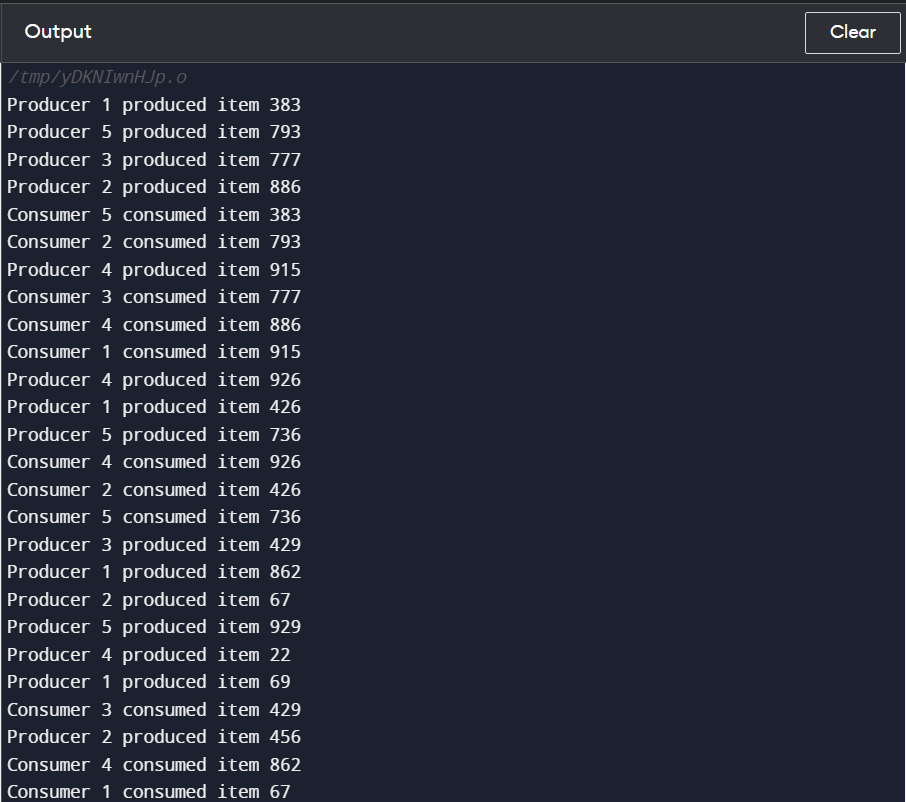 Output
Clear
/tmp/yDKNIwnHJp.o
Producer 1 produced item 383
Producer 5 produced item 793
Producer 3 produced item 777
Producer 2 produced item 886
Consumer 5 consumed item 383
Consumer 2 consumed item 793
Producer 4 produced item 915
Consumer 3 consumed item 777
Consumer 4 consumed item 886
Consumer 1 consumed item 915
Producer 4 produced item 926
Producer 1 produced item 426
Producer 5 produced item 736
Consumer 4 consumed item 926
Consumer 2 consumed item 426
Consumer 5 consumed item 736
Producer 3 produced item 429
Producer 1 produced item 862
Producer 2 produced item 67
Producer 5 produced item 929
Producer 4 produced item 22
Producer 1 produced item 69
Consumer 3 consumed item 429
Producer 2 produced item 456
Consumer 4 consumed item 862
Consumer 1 consumed item 67